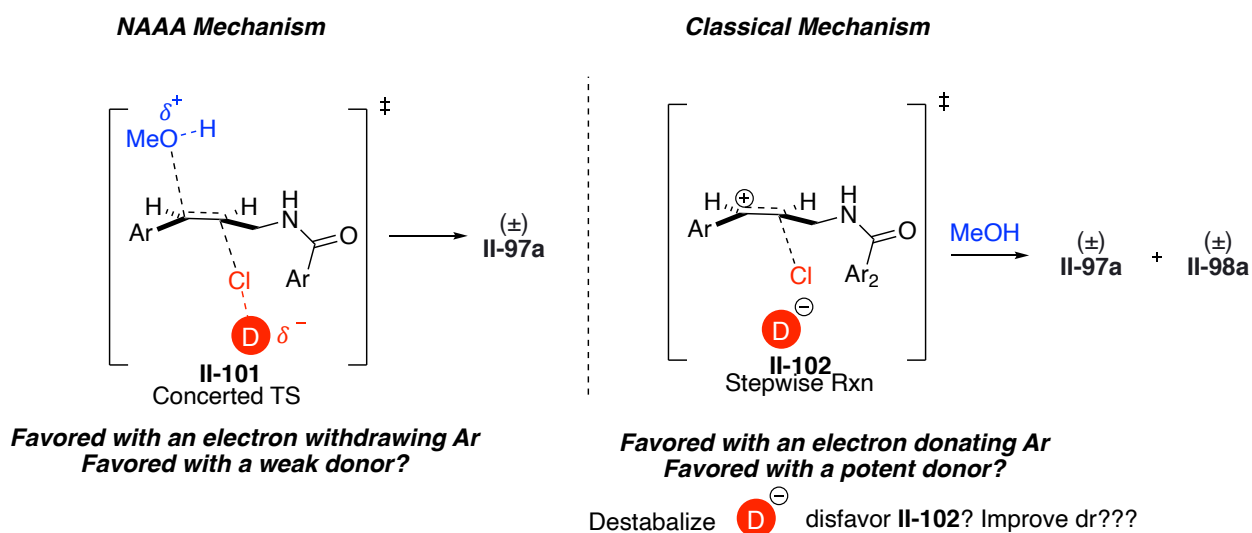 NAAA Mechanism
Classical Mechanism
‡
δ+
MeO
H
H
H
H
N
Ar
O
Cl
Ar
D
δ −
II-101
Concerted TS
(±)
II-97a
‡
H
⊕
H
H
N
Ar
O
Cl
Ar2
D
⊖
II-102
Stepwise Rxn
MeOH
(±)
II-97a
+
(±)
II-98a
Favored with an electron withdrawing Ar
Favored with a weak donor?
Favored with an electron donating Ar
Favored with a potent donor?
Destabalize D ⊖ disfavor II-102? Improve dr???